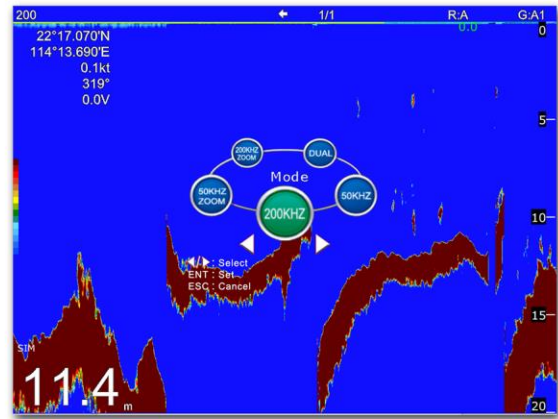 200 1/1 R:A G:A1
0.0 0
22°17.070'N
114°13.690'E
0.1kt
319°
0.0V
5
200KHZ ZOOM
DUAL
Mode
50KHZ ZOOM
200KHZ
50KHZ
10
◀/▶: Select
ENT : Set
ESC : Cancel
15
SIM
11.4 m
20